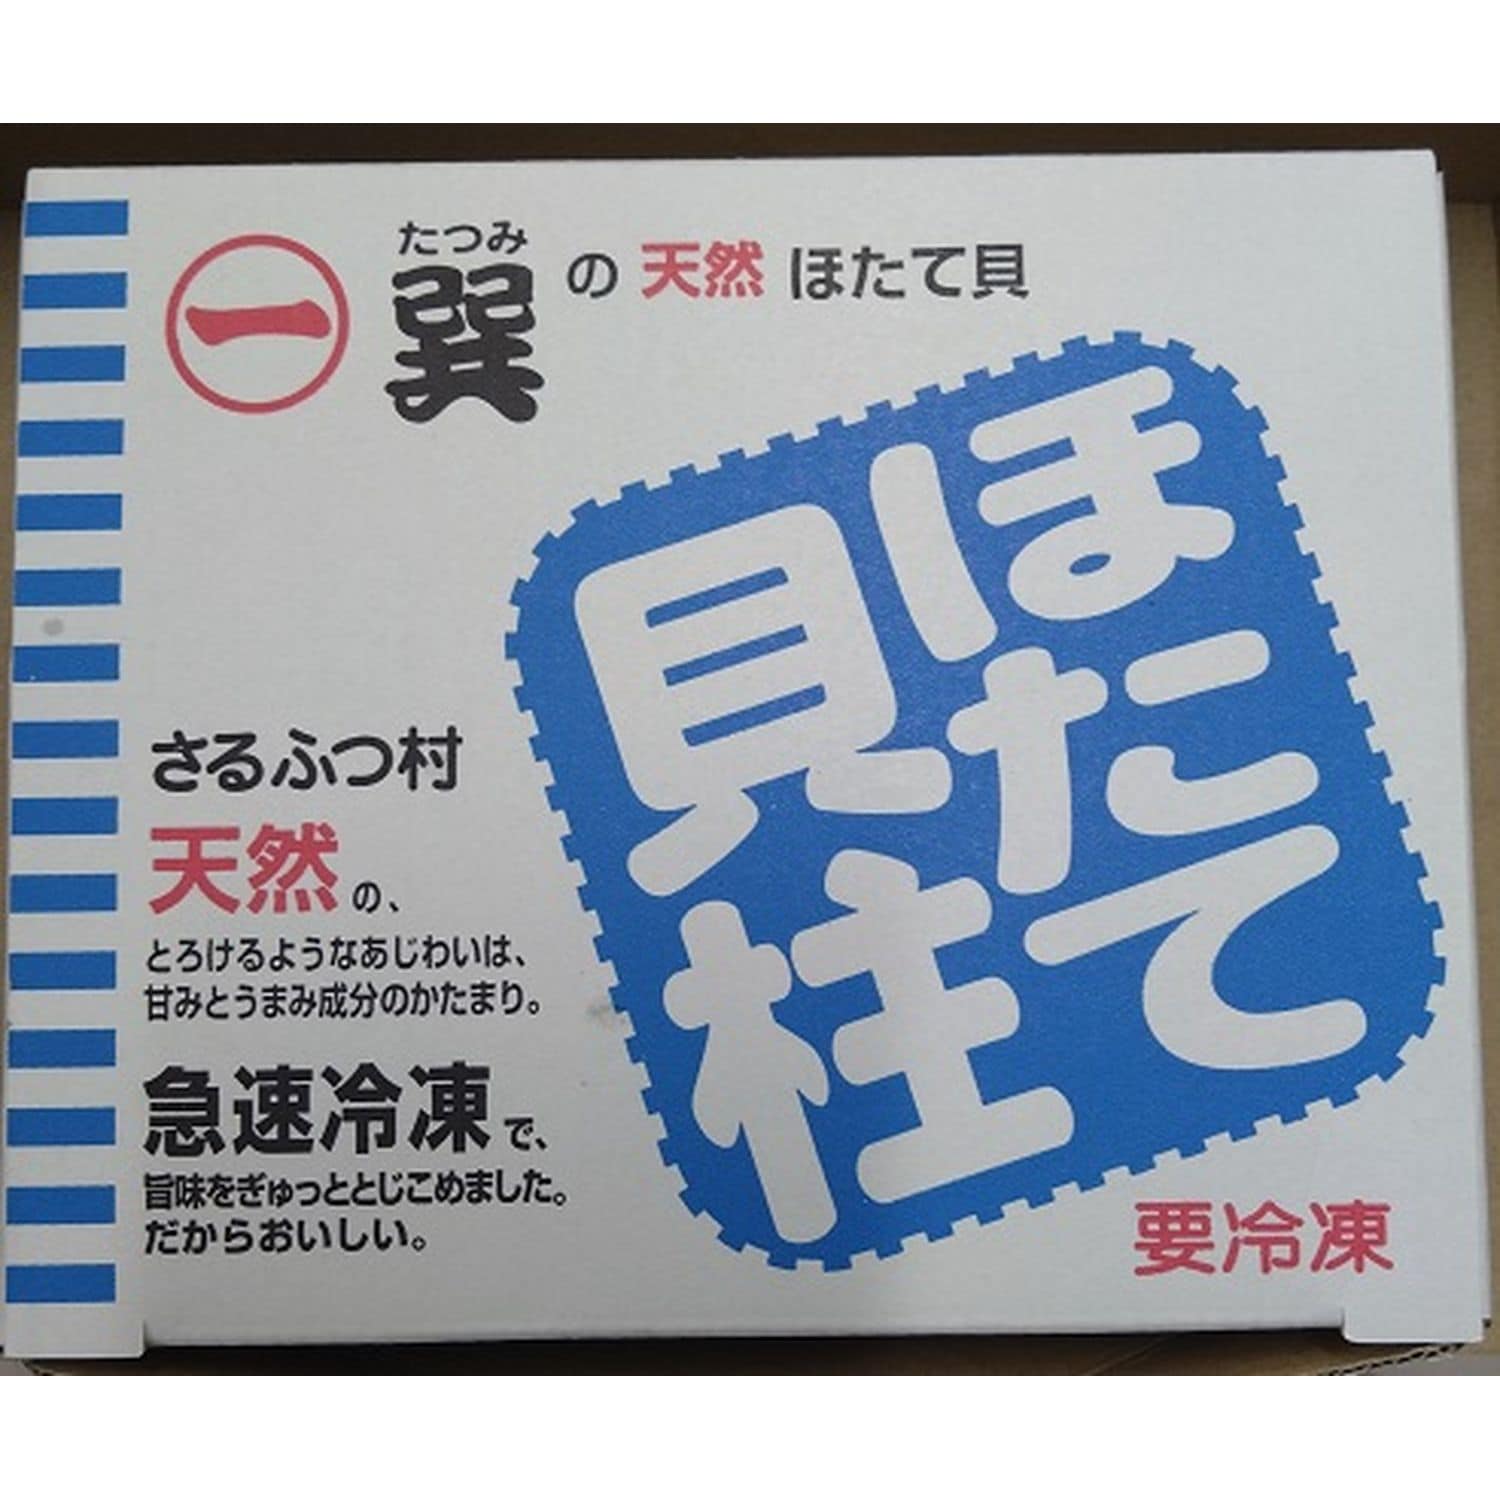 一
たつみ
巽の天然ほたて貝
ほたて
貝柱
さるふつ村
天然の、
とろけるようなあじわいは、
甘みとうまみ成分のかたまり。
急速冷凍で、
旨味をぎゅっととじこめました。
だからおいしい。
要冷凍